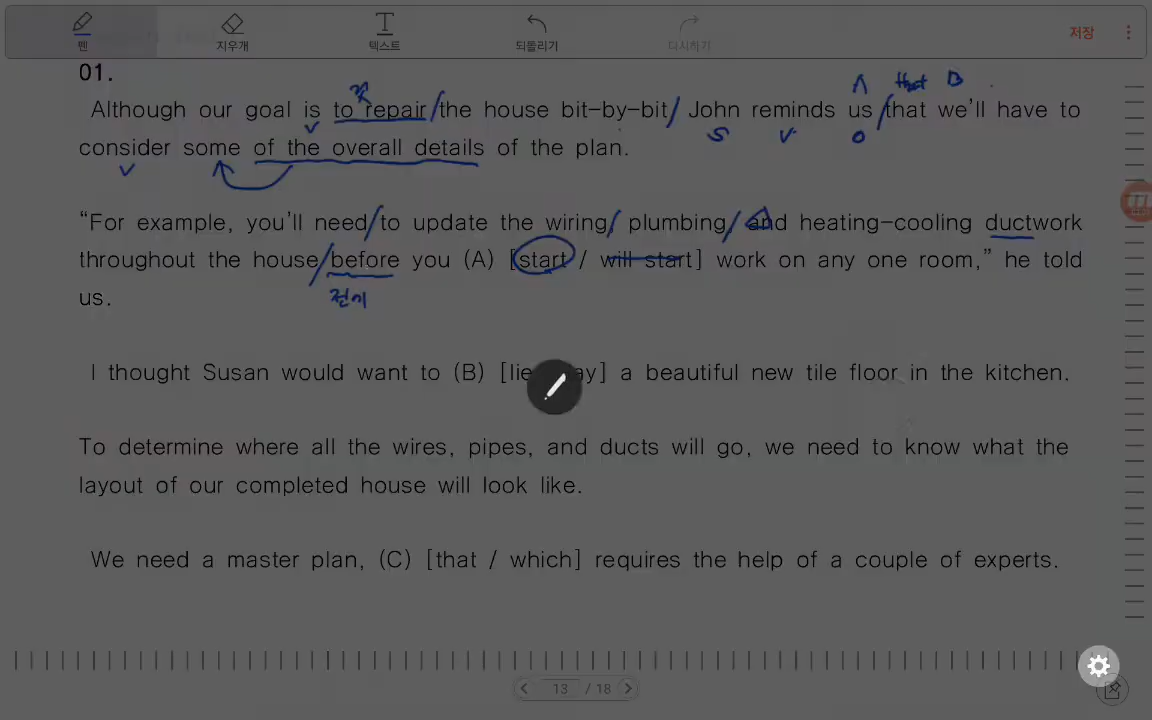 펜 지우개 텍스트 되돌리기 다시하기 저장
01.
that B
Although our goal is to repair the house bit-by-bit John reminds us that we'll have to
v S v O
consider some of the overall details of the plan.
v
“For example, you'll need to update the wiring, plumbing, and heating-cooling ductwork
throughout the house before you (A) [start / will start] work on any one room,” he told
전에
us.
I thought Susan would want to (B) [lie ay] a beautiful new tile floor in the kitchen.
To determine where all the wires, pipes, and ducts will go, we need to know what the
layout of our completed house will look like.
We need a master plan, (C) [that / which] requires the help of a couple of experts.
13 / 18